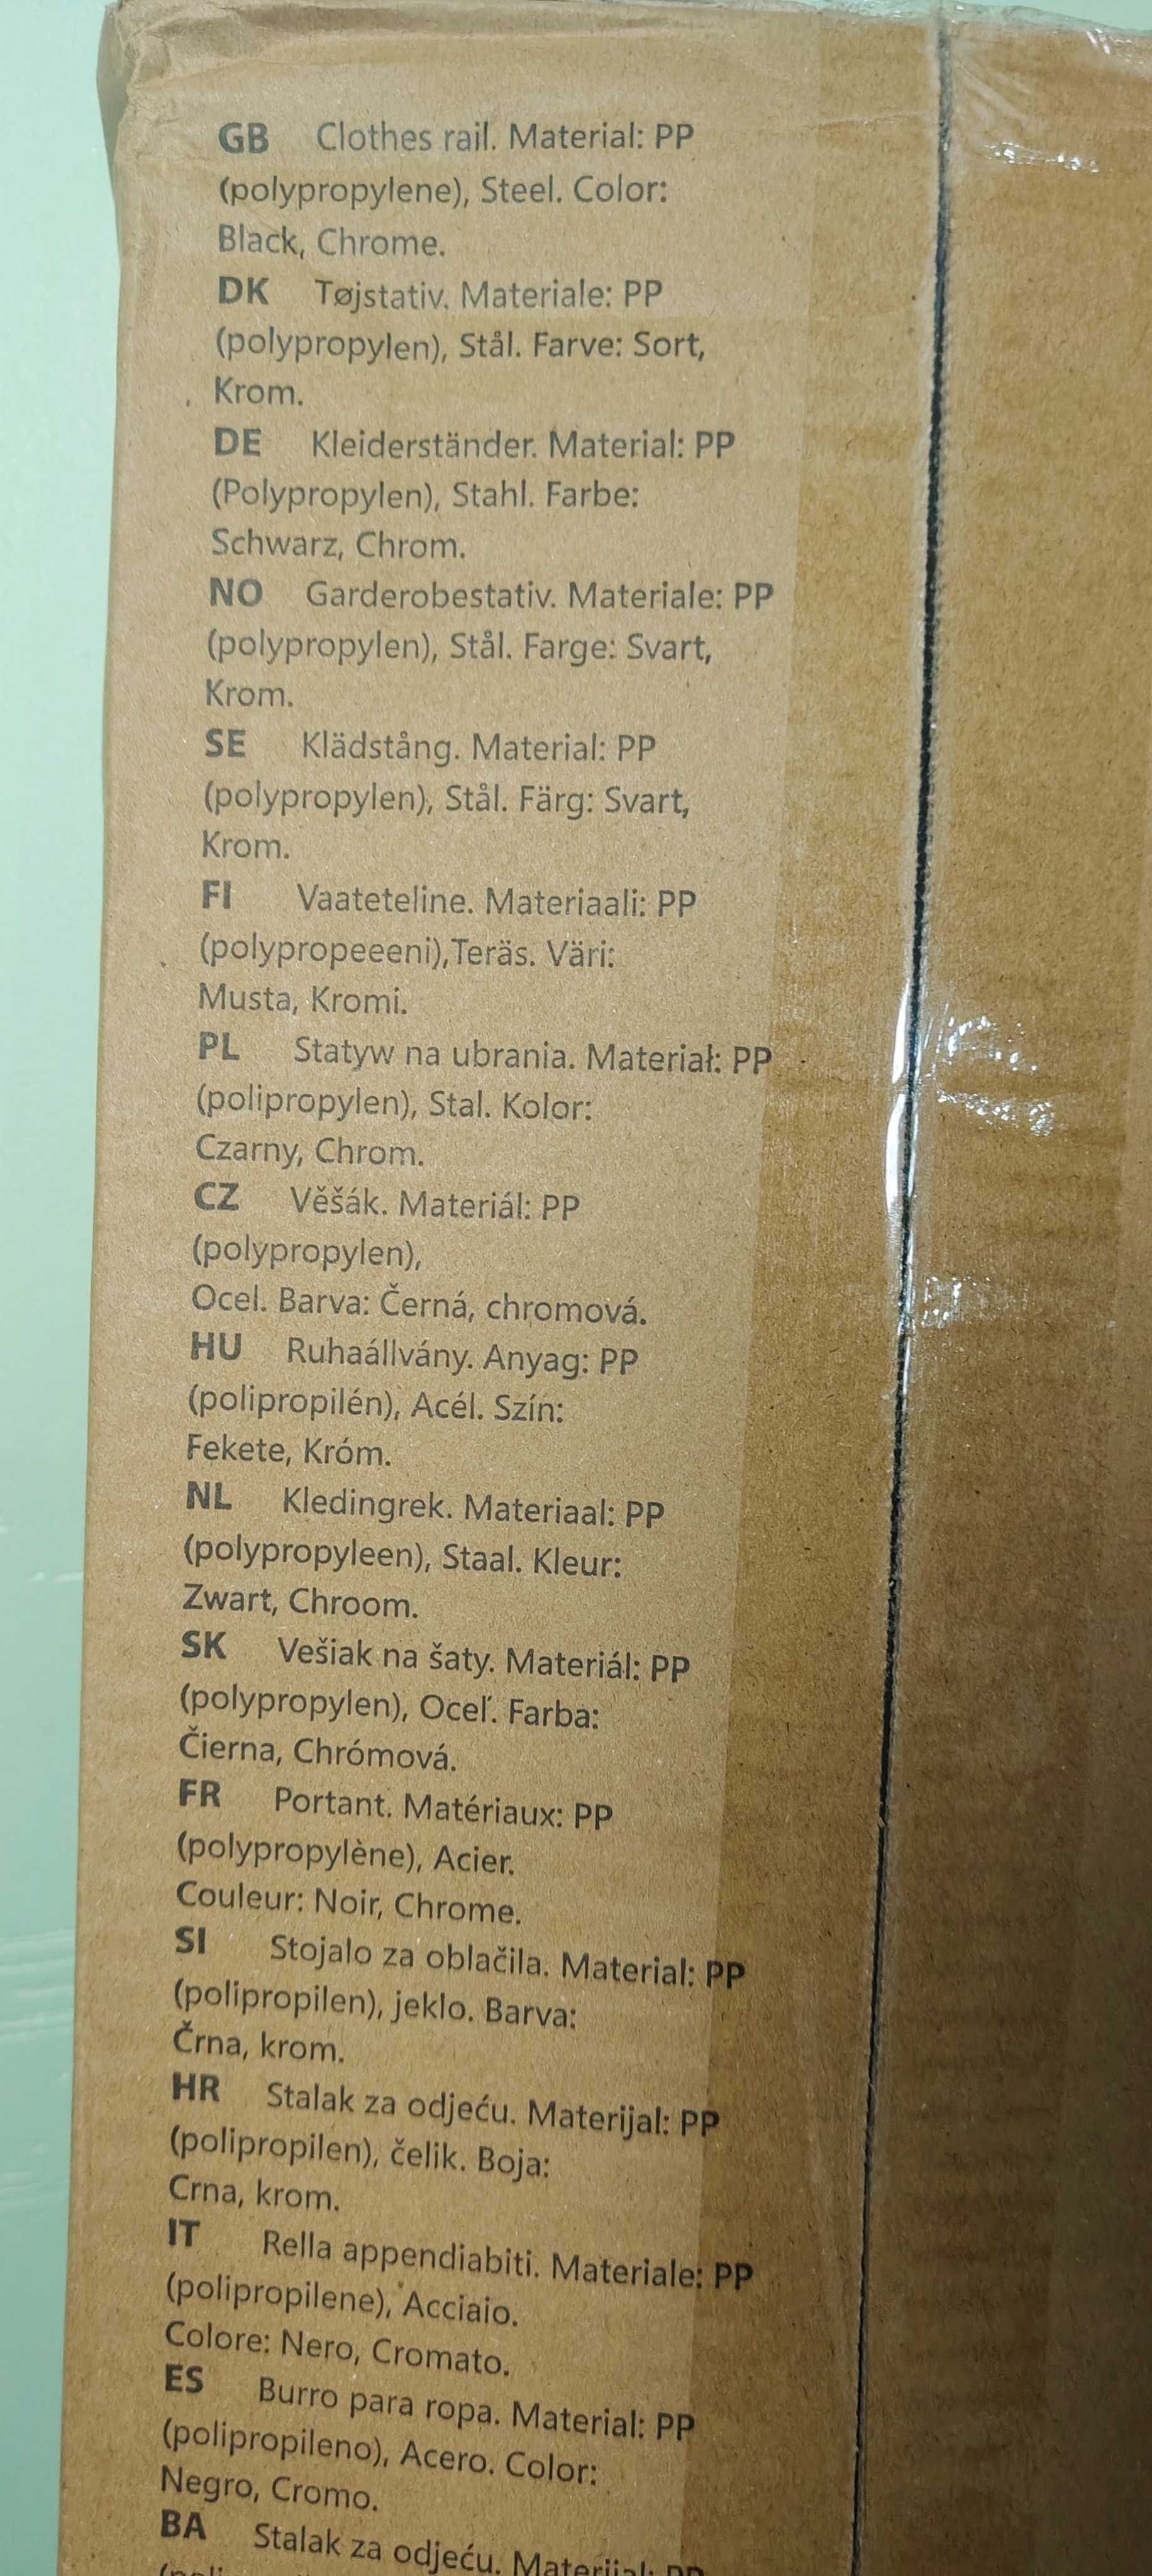 GB Clothes rail. Material: PP
(polypropylene), Steel. Color:
Black, Chrome.
DK Tøjstativ. Materiale: PP
(polypropylen), Stål. Farve: Sort,
Krom.
DE Kleiderständer. Material: PP
(Polypropylen), Stahl. Farbe:
Schwarz, Chrom.
NO Garderobestativ. Materiale: PP
(polypropylen), Stål. Farge: Svart,
Krom.
SE Klädstång. Material: PP
(polypropylen), Stål. Färg: Svart,
Krom.
FI Vaateteline. Materiaali: PP
(polypropeeeni),Teräs. Väri:
Musta, Kromi.
PL Statyw na ubrania. Materiał: PP
(polipropylen), Stal. Kolor:
Czarny, Chrom.
CZ Věšák. Materiál: PP
(polypropylen),
Ocel. Barva: Černá, chromová.
HU Ruhaállvány. Anyag: PP
(polipropilén), Acél. Szín:
Fekete, Króm.
NL Kledingrek. Materiaal: PP
(polypropyleen), Staal. Kleur:
Zwart, Chroom.
SK Vešiak na šaty. Materiál: PP
(polypropylen), Oceľ. Farba:
Čierna, Chrómová.
FR Portant. Matériaux: PP
(polypropylène), Acier.
Couleur: Noir, Chrome.
SI Stojalo za oblačila. Material: PP
(polipropilen), jeklo. Barva:
Črna, krom.
HR Stalak za odjeću. Materijal: PP
(polipropilen), čelik. Boja:
Crna, krom.
IT Rella appendiabiti. Materiale: PP
(polipropilene), Acciaio.
Colore: Nero, Cromato.
ES Burro para ropa. Material: PP
(polipropileno), Acero. Color:
Negro, Cromo.
BA Stalak za odjeću. Materijal: PP